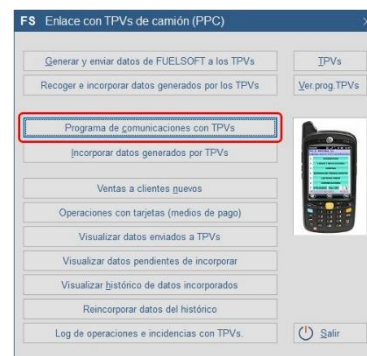 FS Enlace con TPVs de camión (PPC)
Generar y enviar datos de FUELSOFT a los TPVs
TPVs
Recoger e incorporar datos generados por los TPVs
Ver.prog.TPVs
Programa de comunicaciones con TPVs
Incorporar datos generados por TPVs
Ventas a clientes nuevos
Operaciones con tarjetas (medios de pago)
Visualizar datos enviados a TPVs
Visualizar datos pendientes de incorporar
Visualizar histórico de datos incorporados
Reincorporar datos del histórico
Log de operaciones e incidencias con TPVs.
Salir